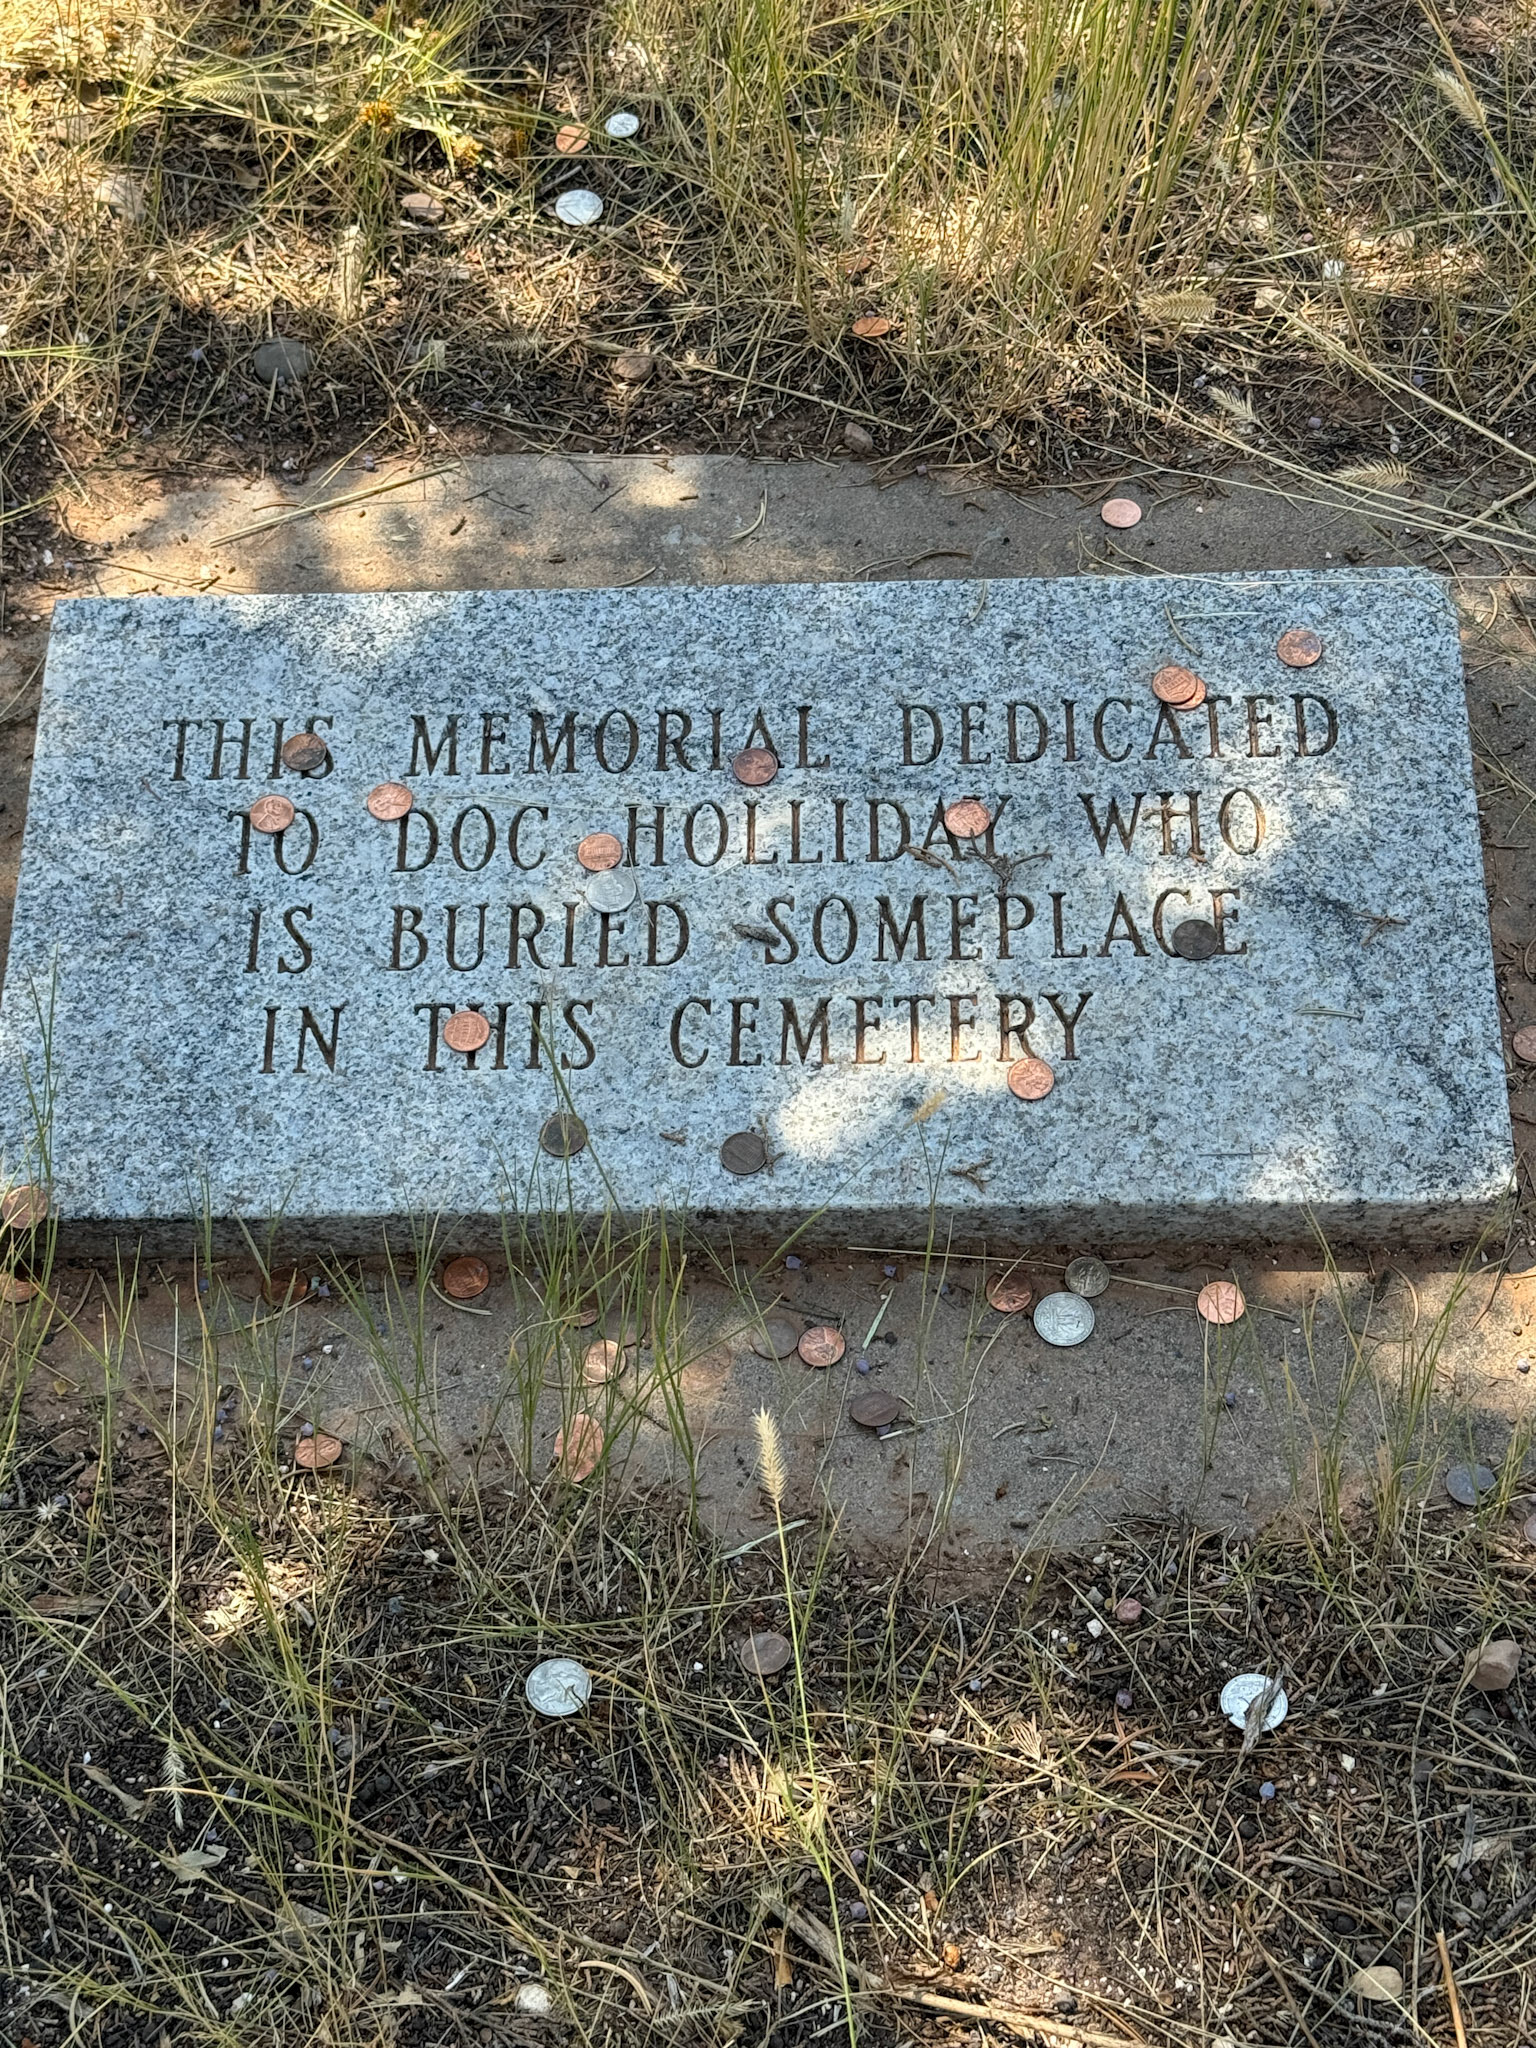 THIS MEMORIAL DEDICATED
TO DOC HOLLIDAY WHO
IS BURIED SOMEPLACE
IN THIS CEMETERY